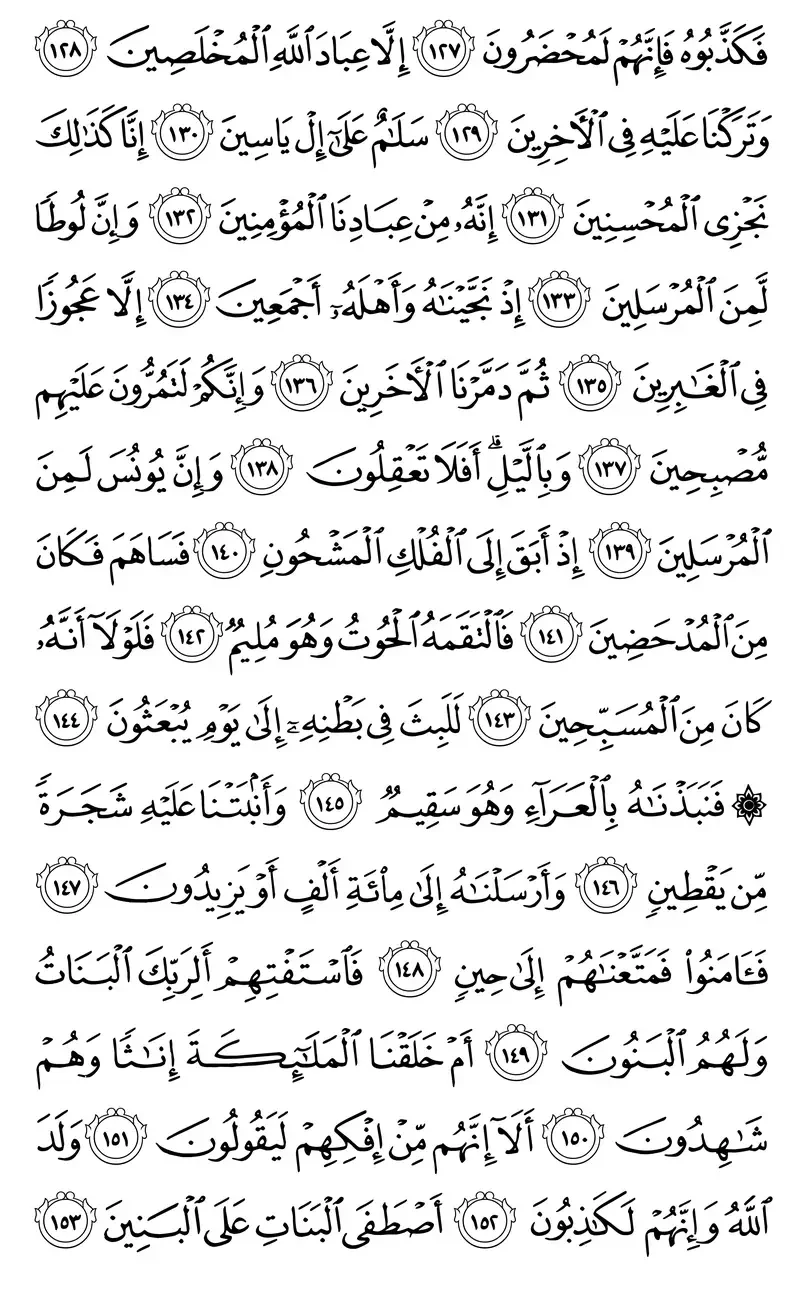 فَكَذَّبُوهُ فَإِنَّهُمۡ لَمُحۡضَرُونَ ١٢٧ إِلَّا عِبَادَ ٱللَّهِ ٱلۡمُخۡلَصِينَ ١٢٨
وَتَرَكۡنَا عَلَيۡهِ فِي ٱلۡأٓخِرِينَ ١٢٩ سَلَٰمٌ عَلَىٰٓ إِلۡ يَاسِينَ ١٣٠ إِنَّا كَذَٰلِكَ
نَجۡزِي ٱلۡمُحۡسِنِينَ ١٣١ إِنَّهُۥ مِنۡ عِبَادِنَا ٱلۡمُؤۡمِنِينَ ١٣٢ وَإِنَّ لُوطٗا
لَّمِنَ ٱلۡمُرۡسَلِينَ ١٣٣ إِذۡ نَجَّيۡنَٰهُ وَأَهۡلَهُۥٓ أَجۡمَعِينَ ١٣٤ إِلَّا عَجُوزٗا
فِي ٱلۡغَٰبِرِينَ ١٣٥ ثُمَّ دَمَّرۡنَا ٱلۡأٓخَرِينَ ١٣٦ وَإِنَّكُمۡ لَتَمُرُّونَ عَلَيۡهِم
مُّصۡبِحِينَ ١٣٧ وَبِٱلَّيۡلِۚ أَفَلَا تَعۡقِلُونَ ١٣٨ وَإِنَّ يُونُسَ لَمِنَ
ٱلۡمُرۡسَلِينَ ١٣٩ إِذۡ أَبَقَ إِلَى ٱلۡفُلۡكِ ٱلۡمَشۡحُونِ ١٤٠ فَسَاهَمَ فَكَانَ
مِنَ ٱلۡمُدۡحَضِينَ ١٤١ فَٱلۡتَقَمَهُ ٱلۡحُوتُ وَهُوَ مُلِيمٞ ١٤٢ فَلَوۡلَآ أَنَّهُۥ
كَانَ مِنَ ٱلۡمُسَبِّحِينَ ١٤٣ لَلَبِثَ فِي بَطۡنِهِۦٓ إِلَىٰ يَوۡمِ يُبۡعَثُونَ ١٤٤
۞ فَنَبَذۡنَٰهُ بِٱلۡعَرَآءِ وَهُوَ سَقِيمٞ ١٤٥ وَأَنۢبَتۡنَا عَلَيۡهِ شَجَرَةٗ
مِّن يَقۡطِينٖ ١٤٦ وَأَرۡسَلۡنَٰهُ إِلَىٰ مِاْئَةِ أَلۡفٍ أَوۡ يَزِيدُونَ ١٤٧
فَـَٔامَنُواْ فَمَتَّعۡنَٰهُمۡ إِلَىٰ حِينٖ ١٤٨ فَٱسۡتَفۡتِهِمۡ أَلِرَبِّكَ ٱلۡبَنَاتُ
وَلَهُمُ ٱلۡبَنُونَ ١٤٩ أَمۡ خَلَقۡنَا ٱلۡمَلَٰٓئِكَةَ إِنَٰثٗا وَهُمۡ
شَٰهِدُونَ ١٥٠ أَلَآ إِنَّهُم مِّنۡ إِفۡكِهِمۡ لَيَقُولُونَ ١٥١ وَلَدَ
ٱللَّهُ وَإِنَّهُمۡ لَكَٰذِبُونَ ١٥٢ أَصۡطَفَى ٱلۡبَنَاتِ عَلَى ٱلۡبَنِينَ ١٥٣